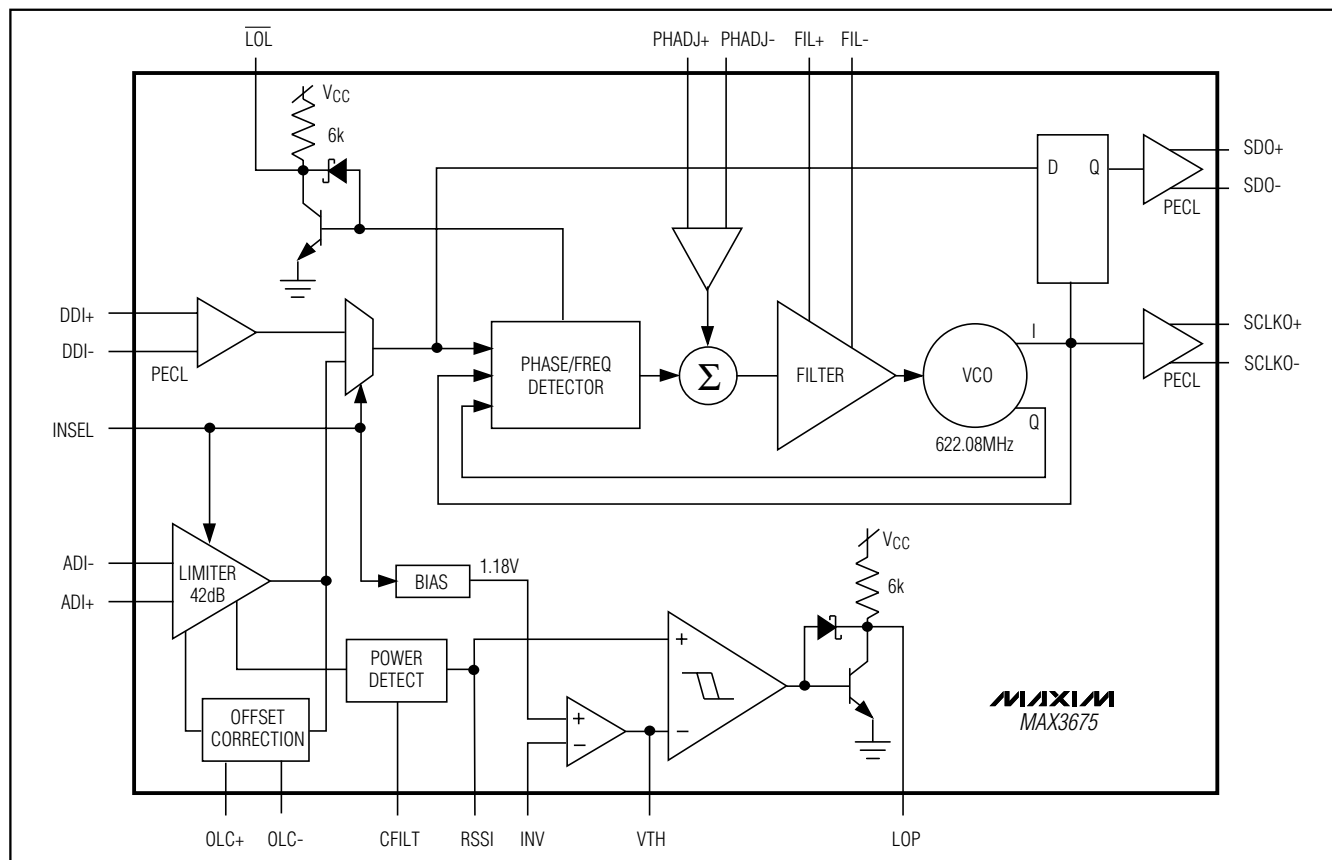 LOL
PHADJ+ PHADJ- FIL+ FIL-
VCC
6k
D Q
SDO+
SDO-
PECL
DDI+
DDI-
PECL
PHASE/FREQ
DETECTOR
Σ
FILTER
VCO
I
Q
622.08MHz
SCLKO+
SCLKO-
PECL
INSEL
ADI-
ADI+
LIMITER
42dB
BIAS
1.18V
VCC
6k
POWER
DETECT
+
−
+
−
OFFSET
CORRECTION
MAXIM
MAX3675
OLC+ OLC- CFILT RSSI INV VTH LOP